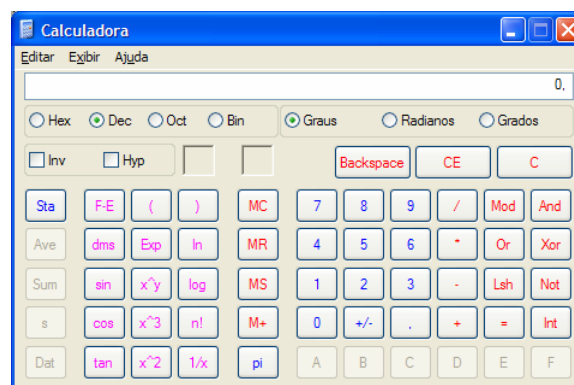 Calculadora
Editar Exibir Ajuda
0,
Hex Dec Oct Bin Graus Radianos Grados
Inv Hyp Backspace CE C
Sta F-E ( ) MC 7 8 9 / Mod And
Ave dms Exp ln MR 4 5 6 * Or Xor
Sum sin x^y log MS 1 2 3 - Lsh Not
s cos x^3 n! M+ 0 +/- , + = Int
Dat tan x^2 1/x pi A B C D E F